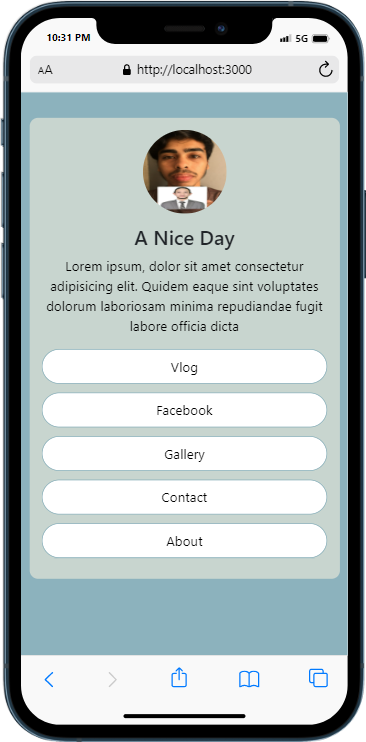 10:31 PM
5G
AA
http://localhost:3000
A Nice Day
Lorem ipsum, dolor sit amet consectetur
adipisicing elit. Quidem eaque sint voluptates
dolorum laboriosam minima repudiandae fugit
labore officia dicta
Vlog
Facebook
Gallery
Contact
About